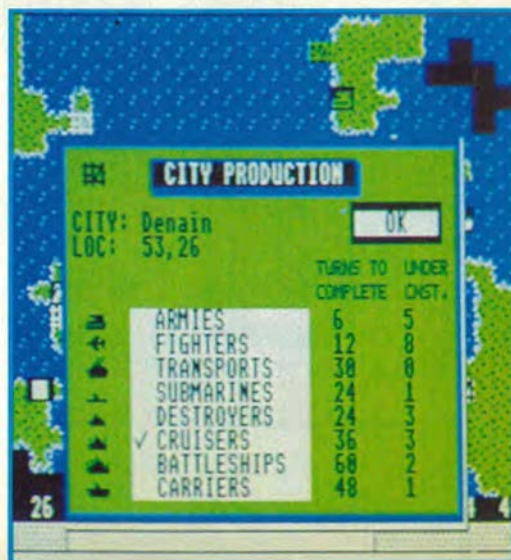 CITY PRODUCTION
CITY: Denain
OK
LOC: 53,26
TURNS TO COMPLETE
UNDER CNST.
ARMIES 6 5
FIGHTERS 12 8
TRANSPORTS 30 0
SUBMARINES 24 1
DESTROYERS 24 3
✓ CRUISERS 36 3
BATTLESHIPS 60 2
CARRIERS 48 1
26
4